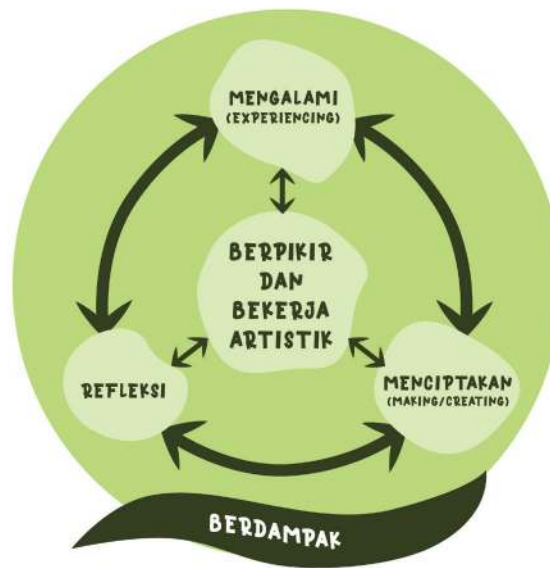 MENGALAMI
(EXPERIENCING)
BERPIKIR
DAN
BEKERJA
ARTISTIK
REFLEKSI
MENCIPTAKAN
(MAKING/CREATING)
BERDAMPAK